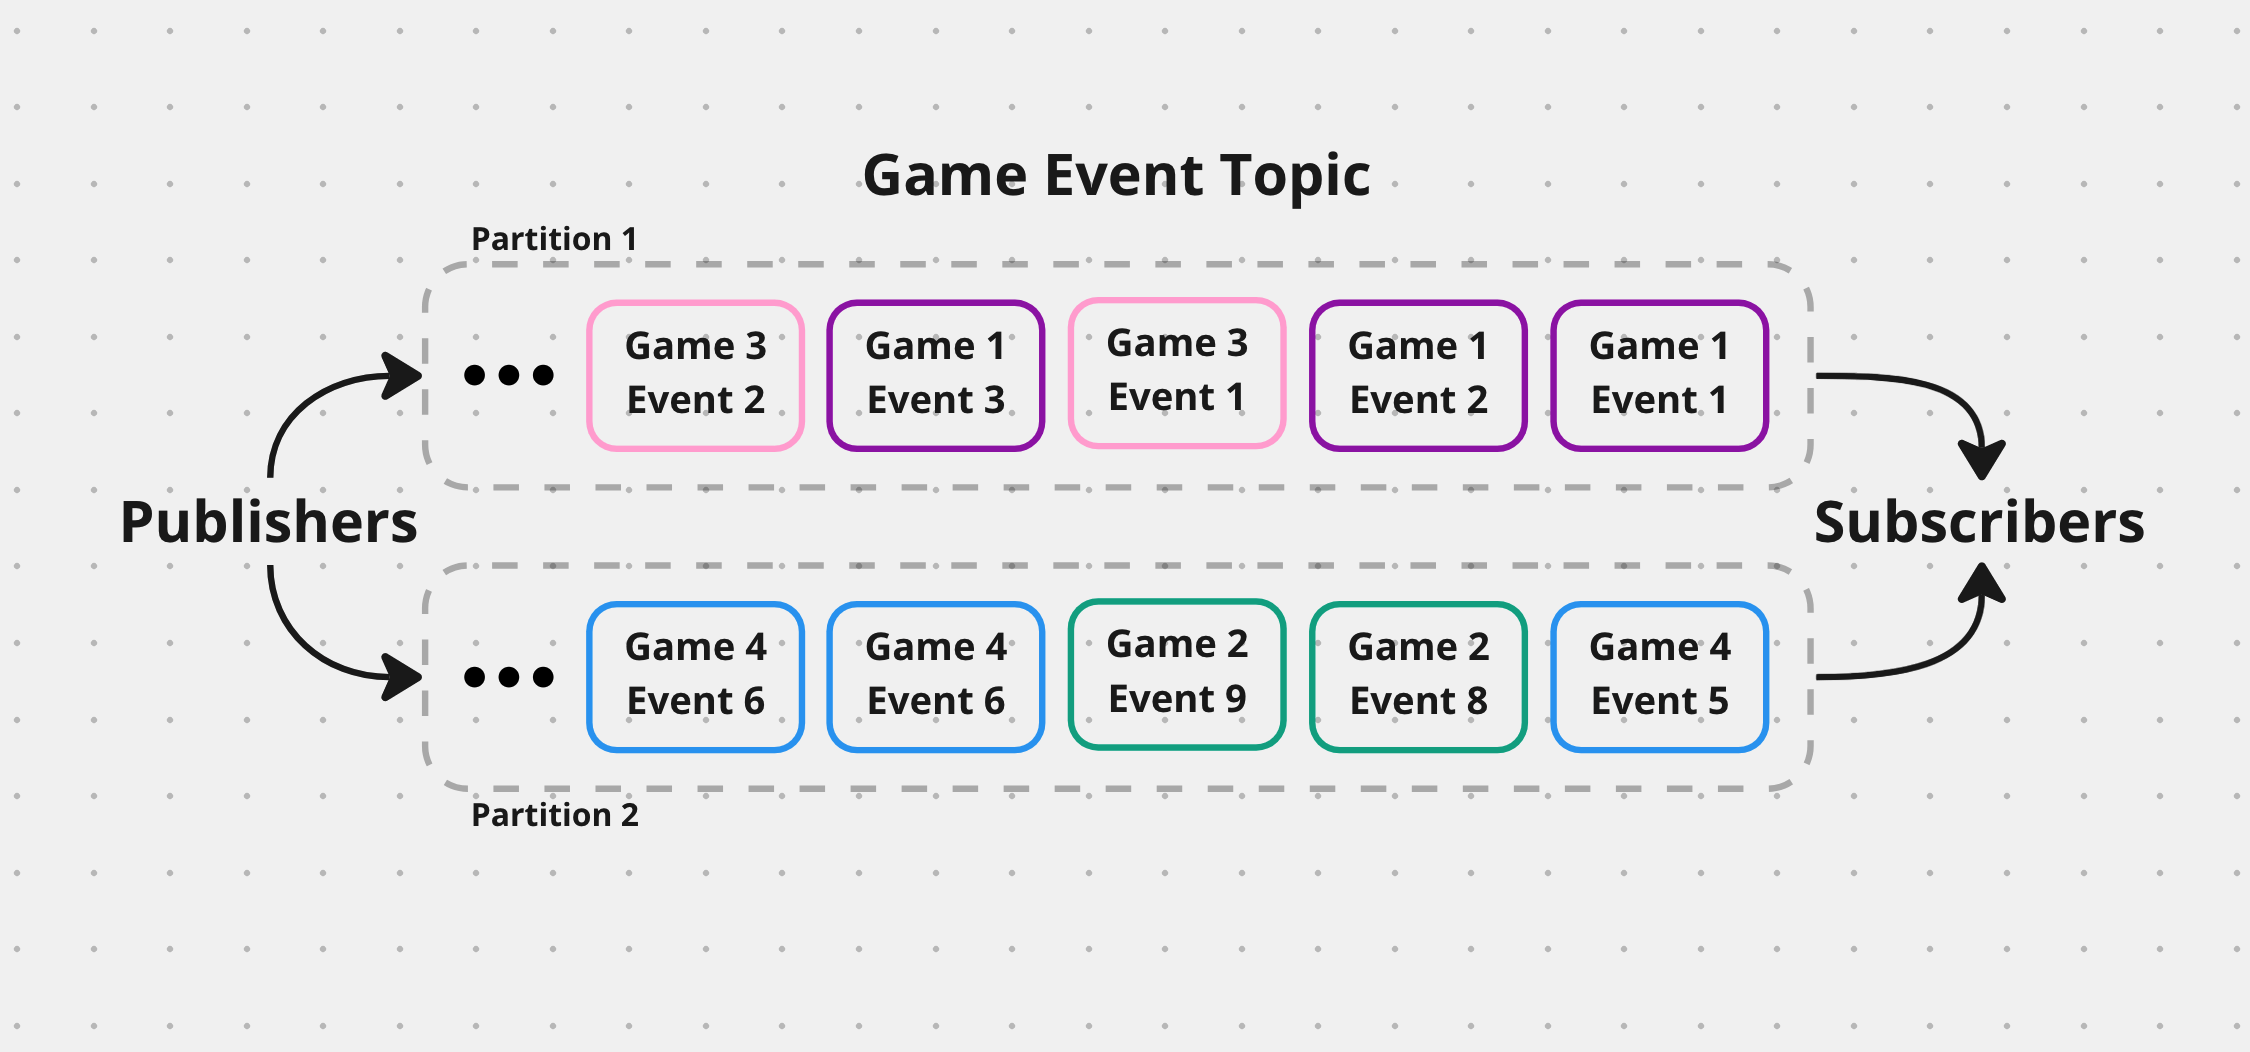 Game Event Topic
Partition 1
Game 3
Event 2
Game 1
Event 3
Game 3
Event 1
Game 1
Event 2
Game 1
Event 1
Publishers
Subscribers
Game 4
Event 6
Game 4
Event 6
Game 2
Event 9
Game 2
Event 8
Game 4
Event 5
Partition 2